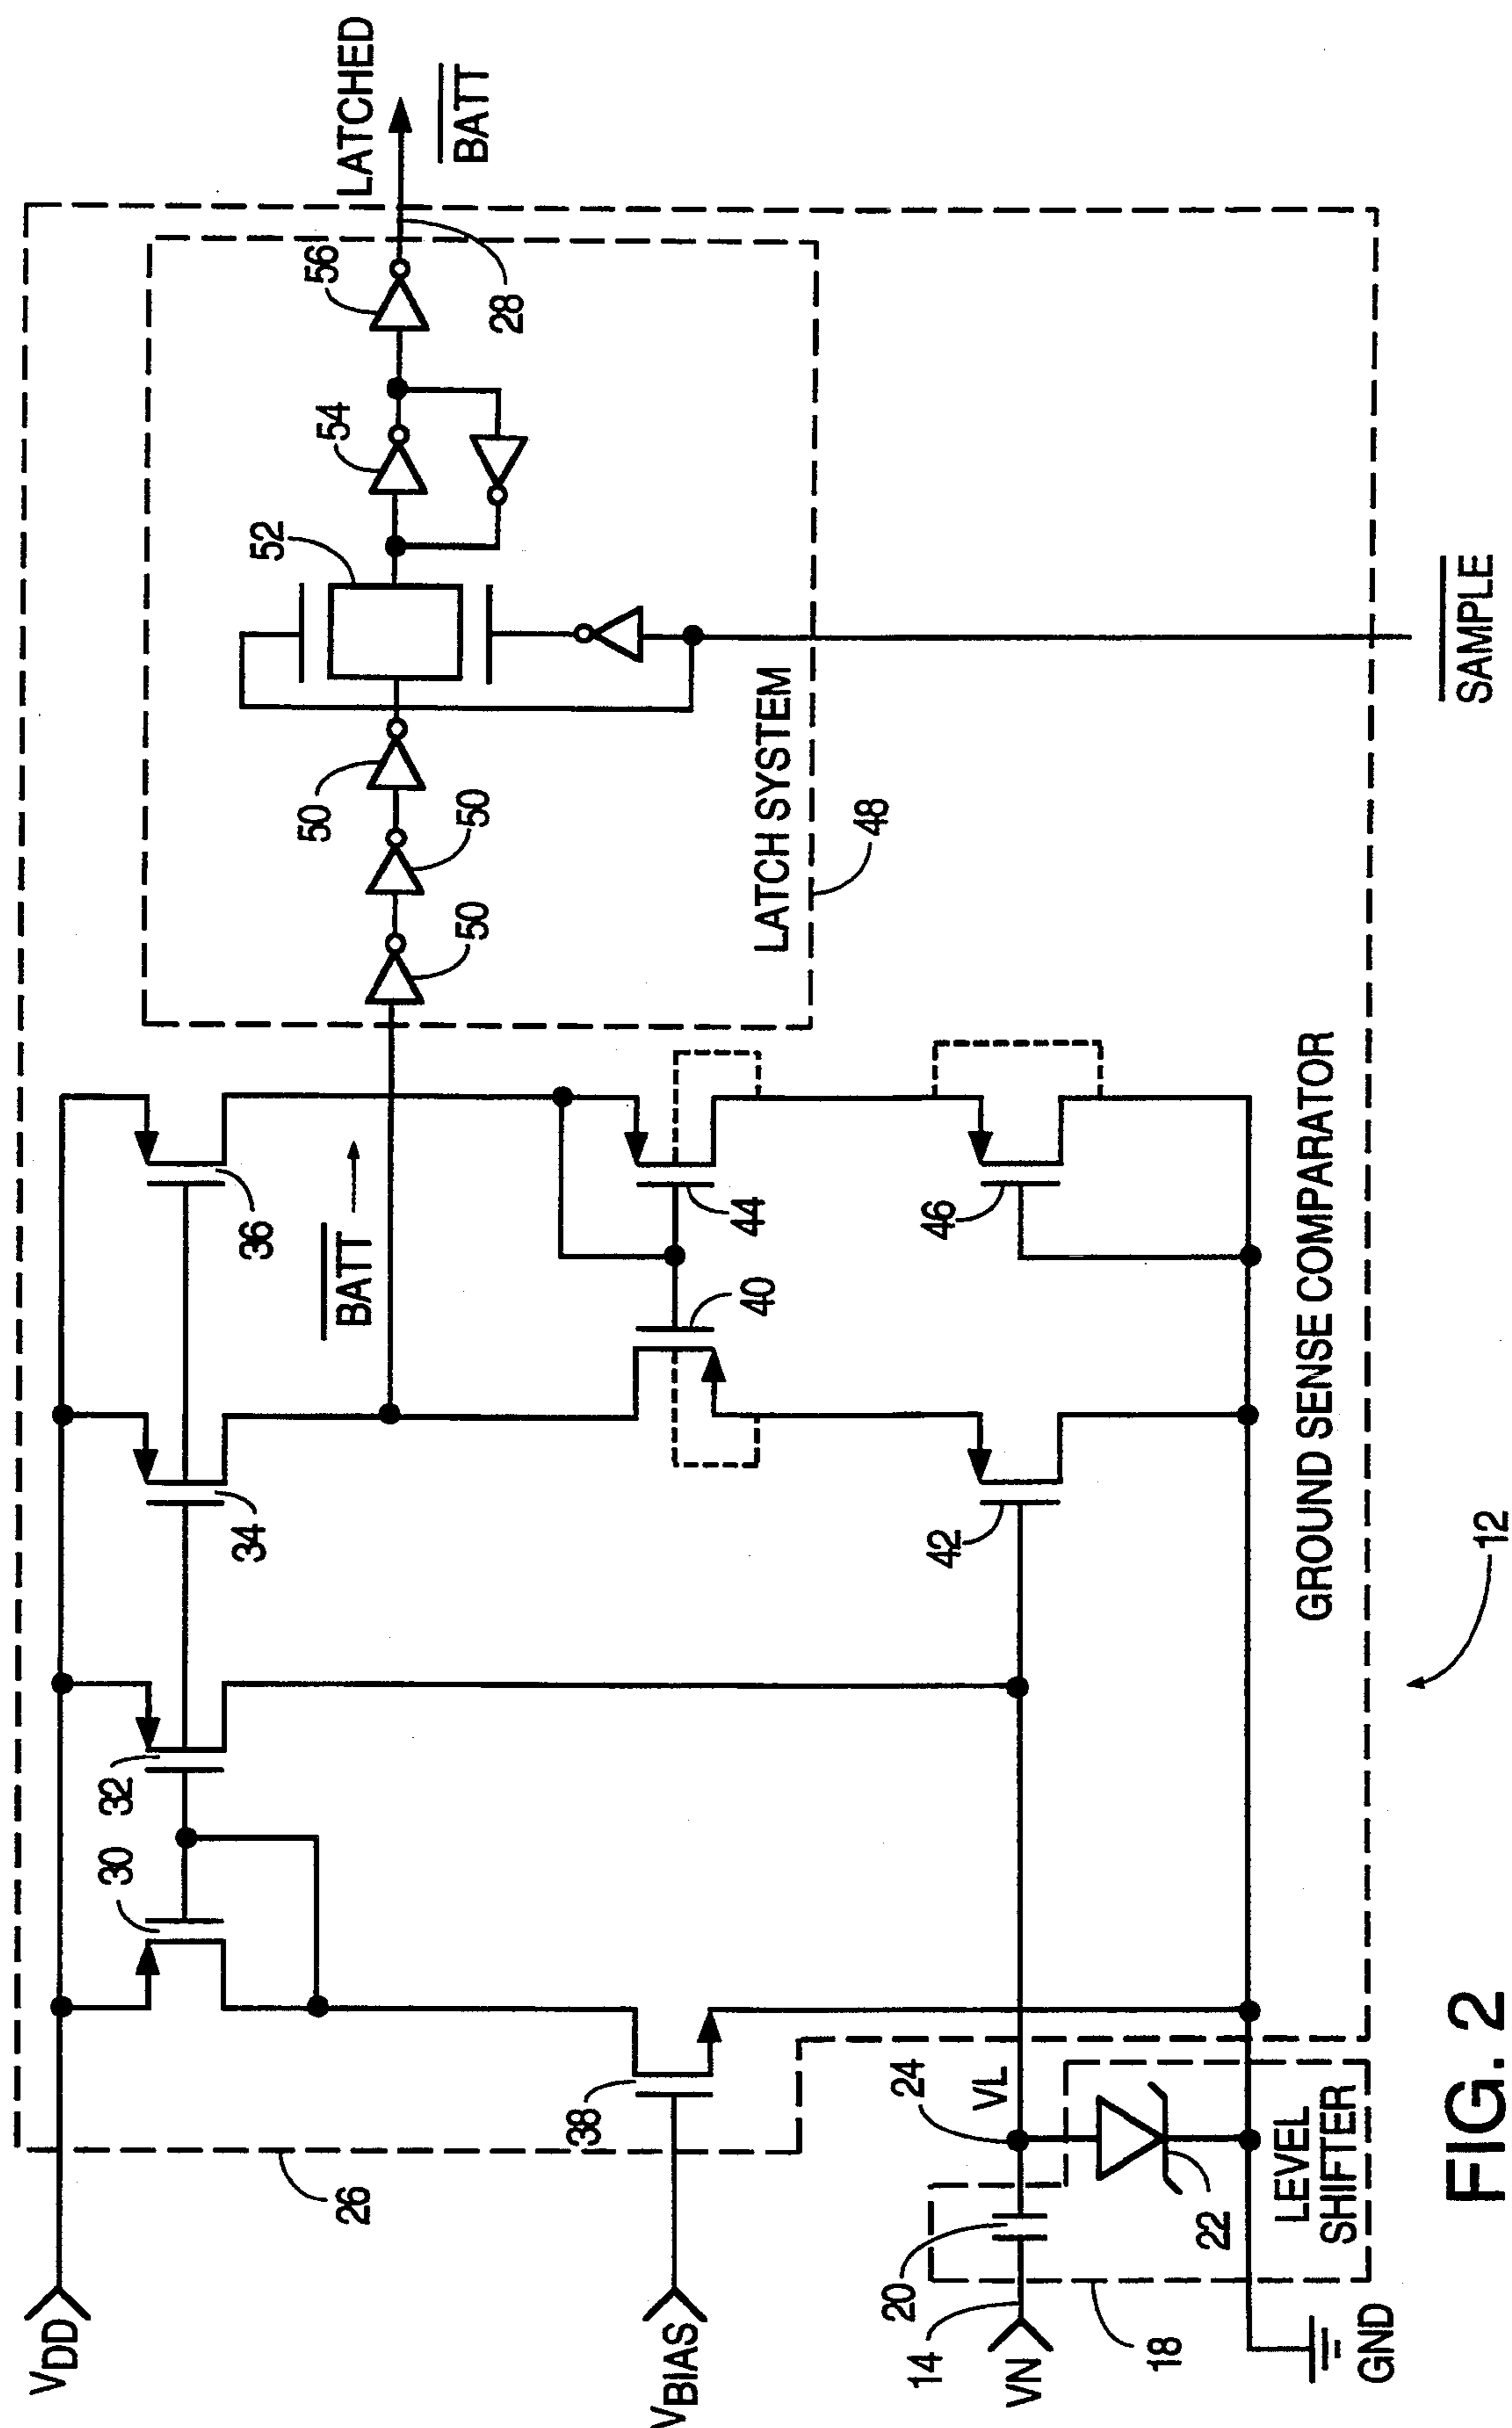 LATCHED
BATT
VDD
30
32
34
36
BATT
50
50
50
52
54
56
28
26
38
VBIAS
40
44
LATCH SYSTEM
48
42
46
24
VL
20
14
VN
22
18
LEVEL
SHIFTER
GND
GROUND SENSE COMPARATOR
SAMPLE
12
FIG. 2